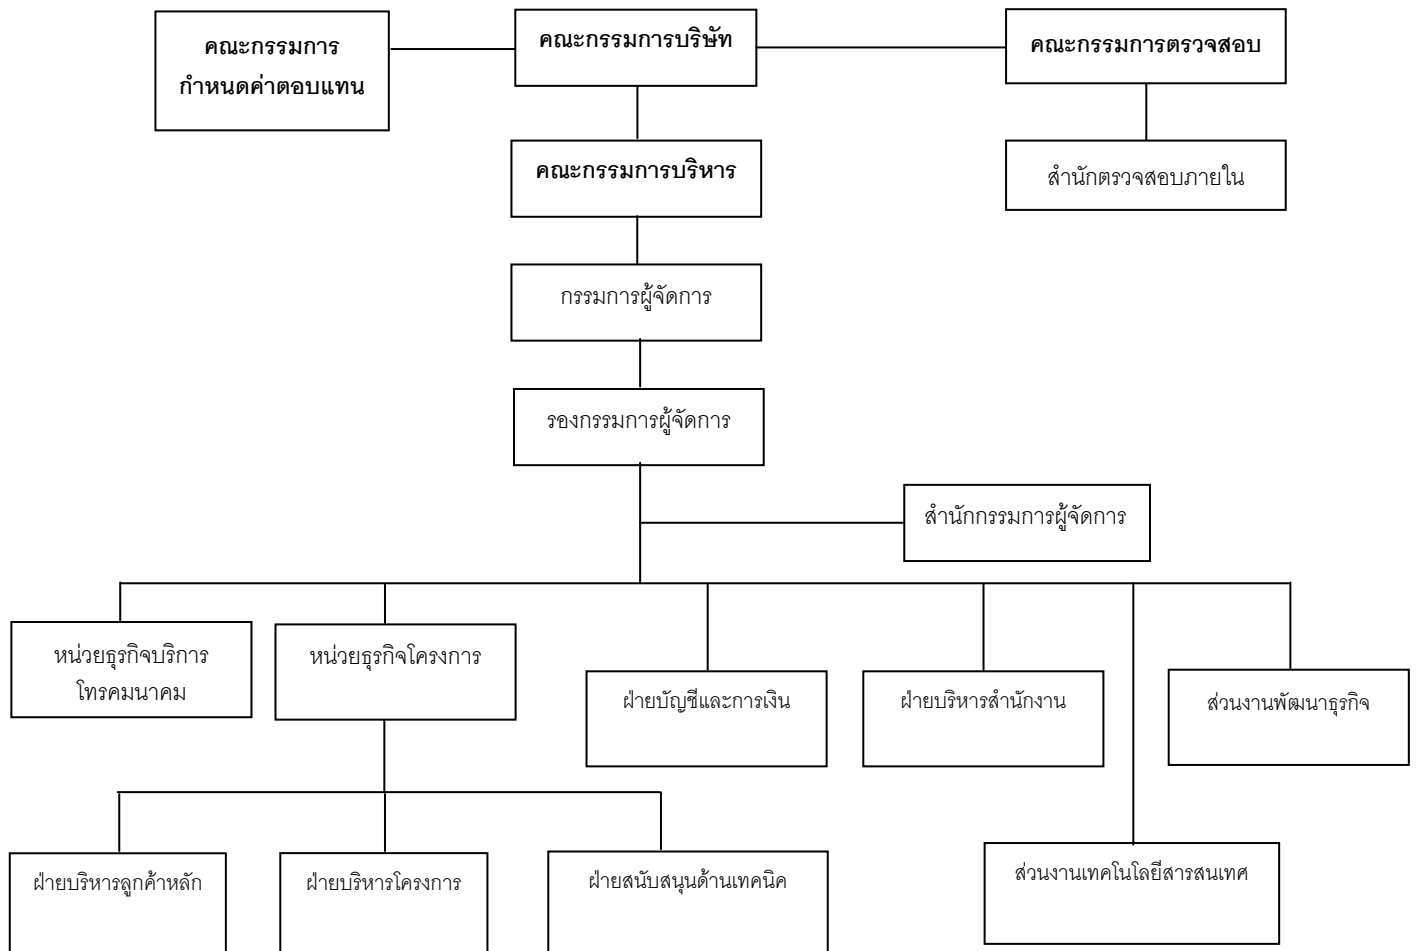 คณะกรรมการ
กำหนดค่าตอบแทน
คณะกรรมการบริษัท
คณะกรรมการตรวจสอบ
คณะกรรมการบริหาร
สำนักตรวจสอบภายใน
กรรมการผู้จัดการ
รองกรรมการผู้จัดการ
สำนักกรรมการผู้จัดการ
หน่วยธุรกิจบริการ
โทรคมนาคม
หน่วยธุรกิจโครงการ
ฝ่ายบัญชีและการเงิน
ฝ่ายบริหารสำนักงาน
ส่วนงานพัฒนาธุรกิจ
ฝ่ายบริหารลูกค้าหลัก
ฝ่ายบริหารโครงการ
ฝ่ายสนับสนุนด้านเทคนิค
ส่วนงานเทคโนโลยีสารสนเทศ